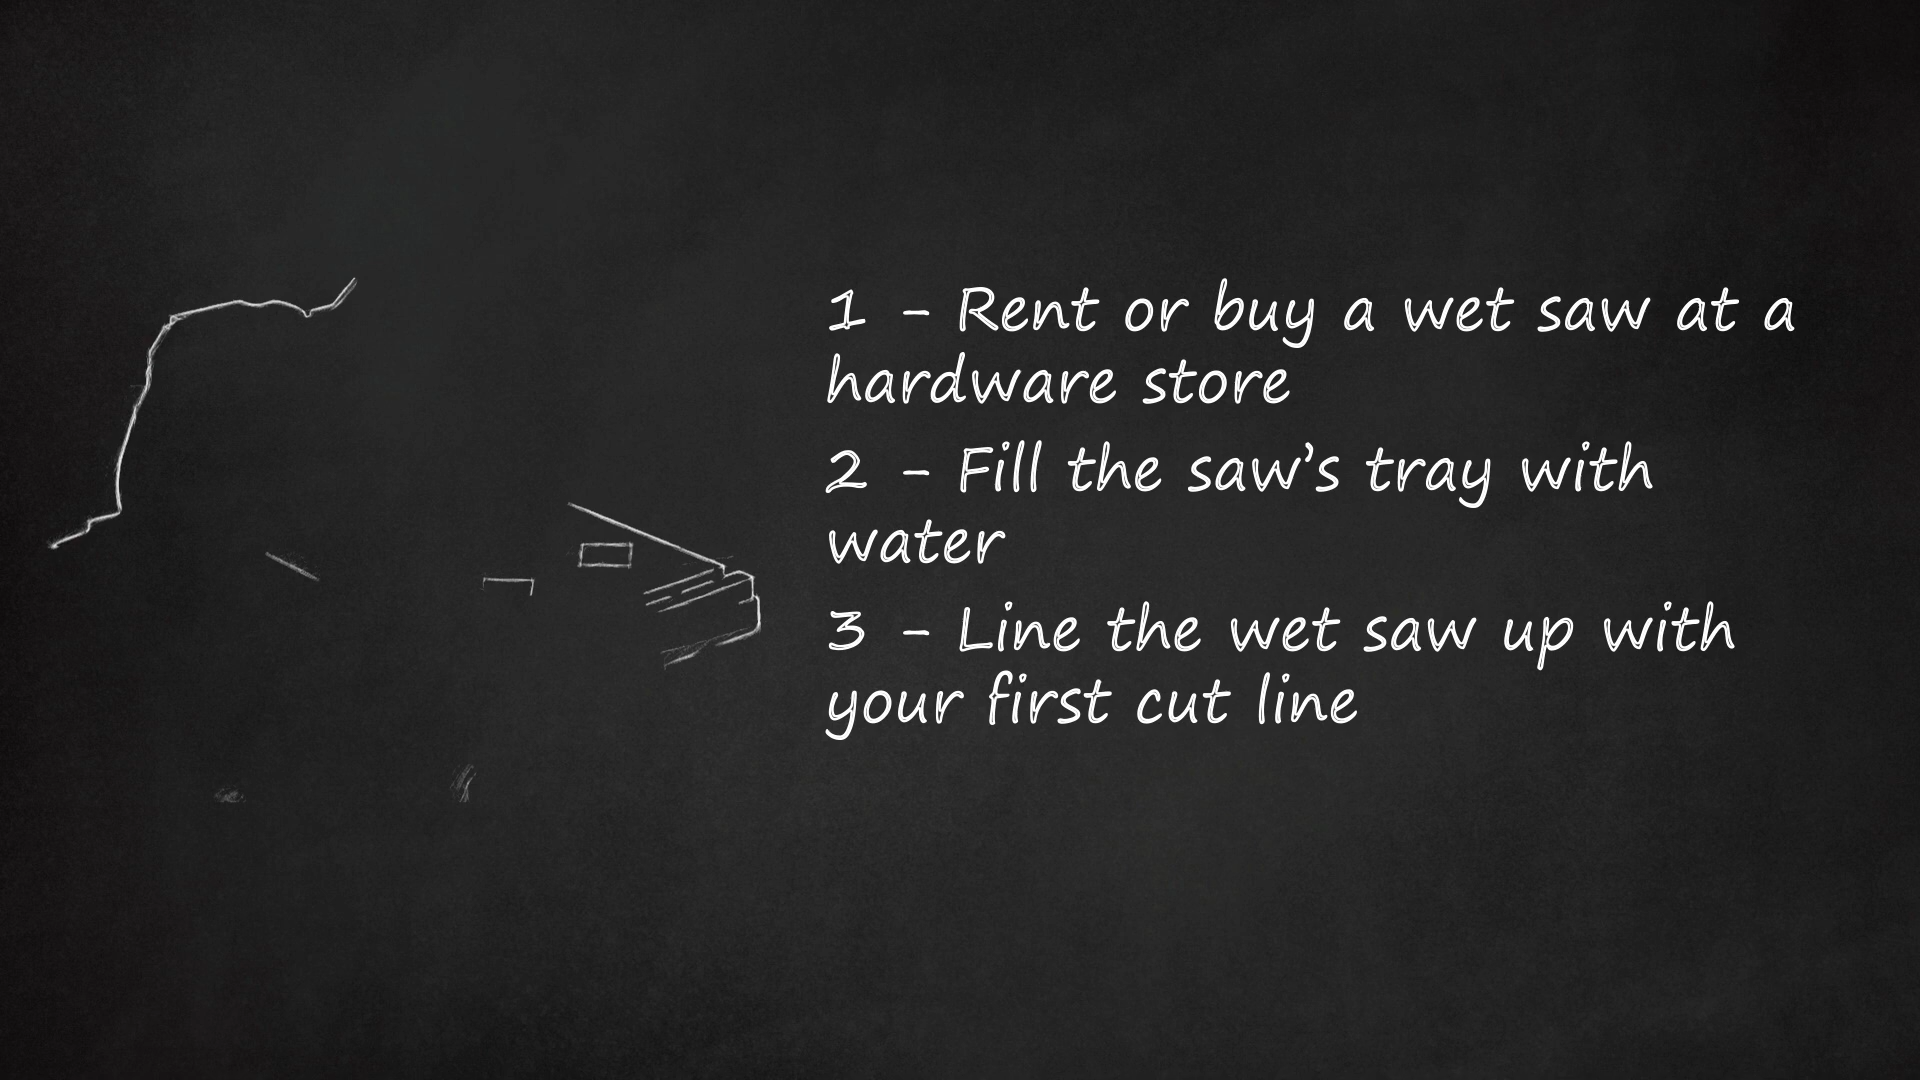 1 - Rent or buy a wet saw at a
hardware store
2 - Fill the saw’s tray with
water
3 - Line the wet saw up with
your first cut line